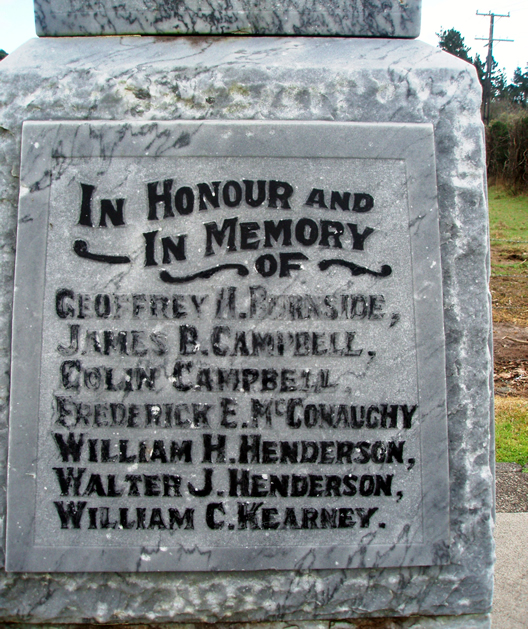 IN HONOUR AND
IN MEMORY
OF
GEOFFREY H. BURNSIDE,
JAMES B. CAMPBELL,
COLIN CAMPBELL
FREDERICK E. McCONAUGHY
WILLIAM H. HENDERSON,
WALTER J. HENDERSON,
WILLIAM C. KEARNEY.